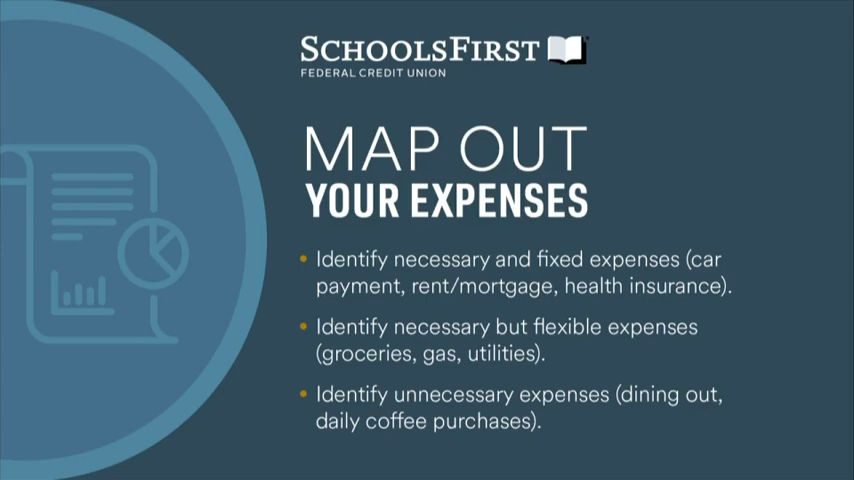 SCHOOLSFIRST
FEDERAL CREDIT UNION
MAP OUT
YOUR EXPENSES
• Identify necessary and fixed expenses (car
payment, rent/mortgage, health insurance).
• Identify necessary but flexible expenses
(groceries, gas, utilities).
• Identify unnecessary expenses (dining out,
daily coffee purchases).